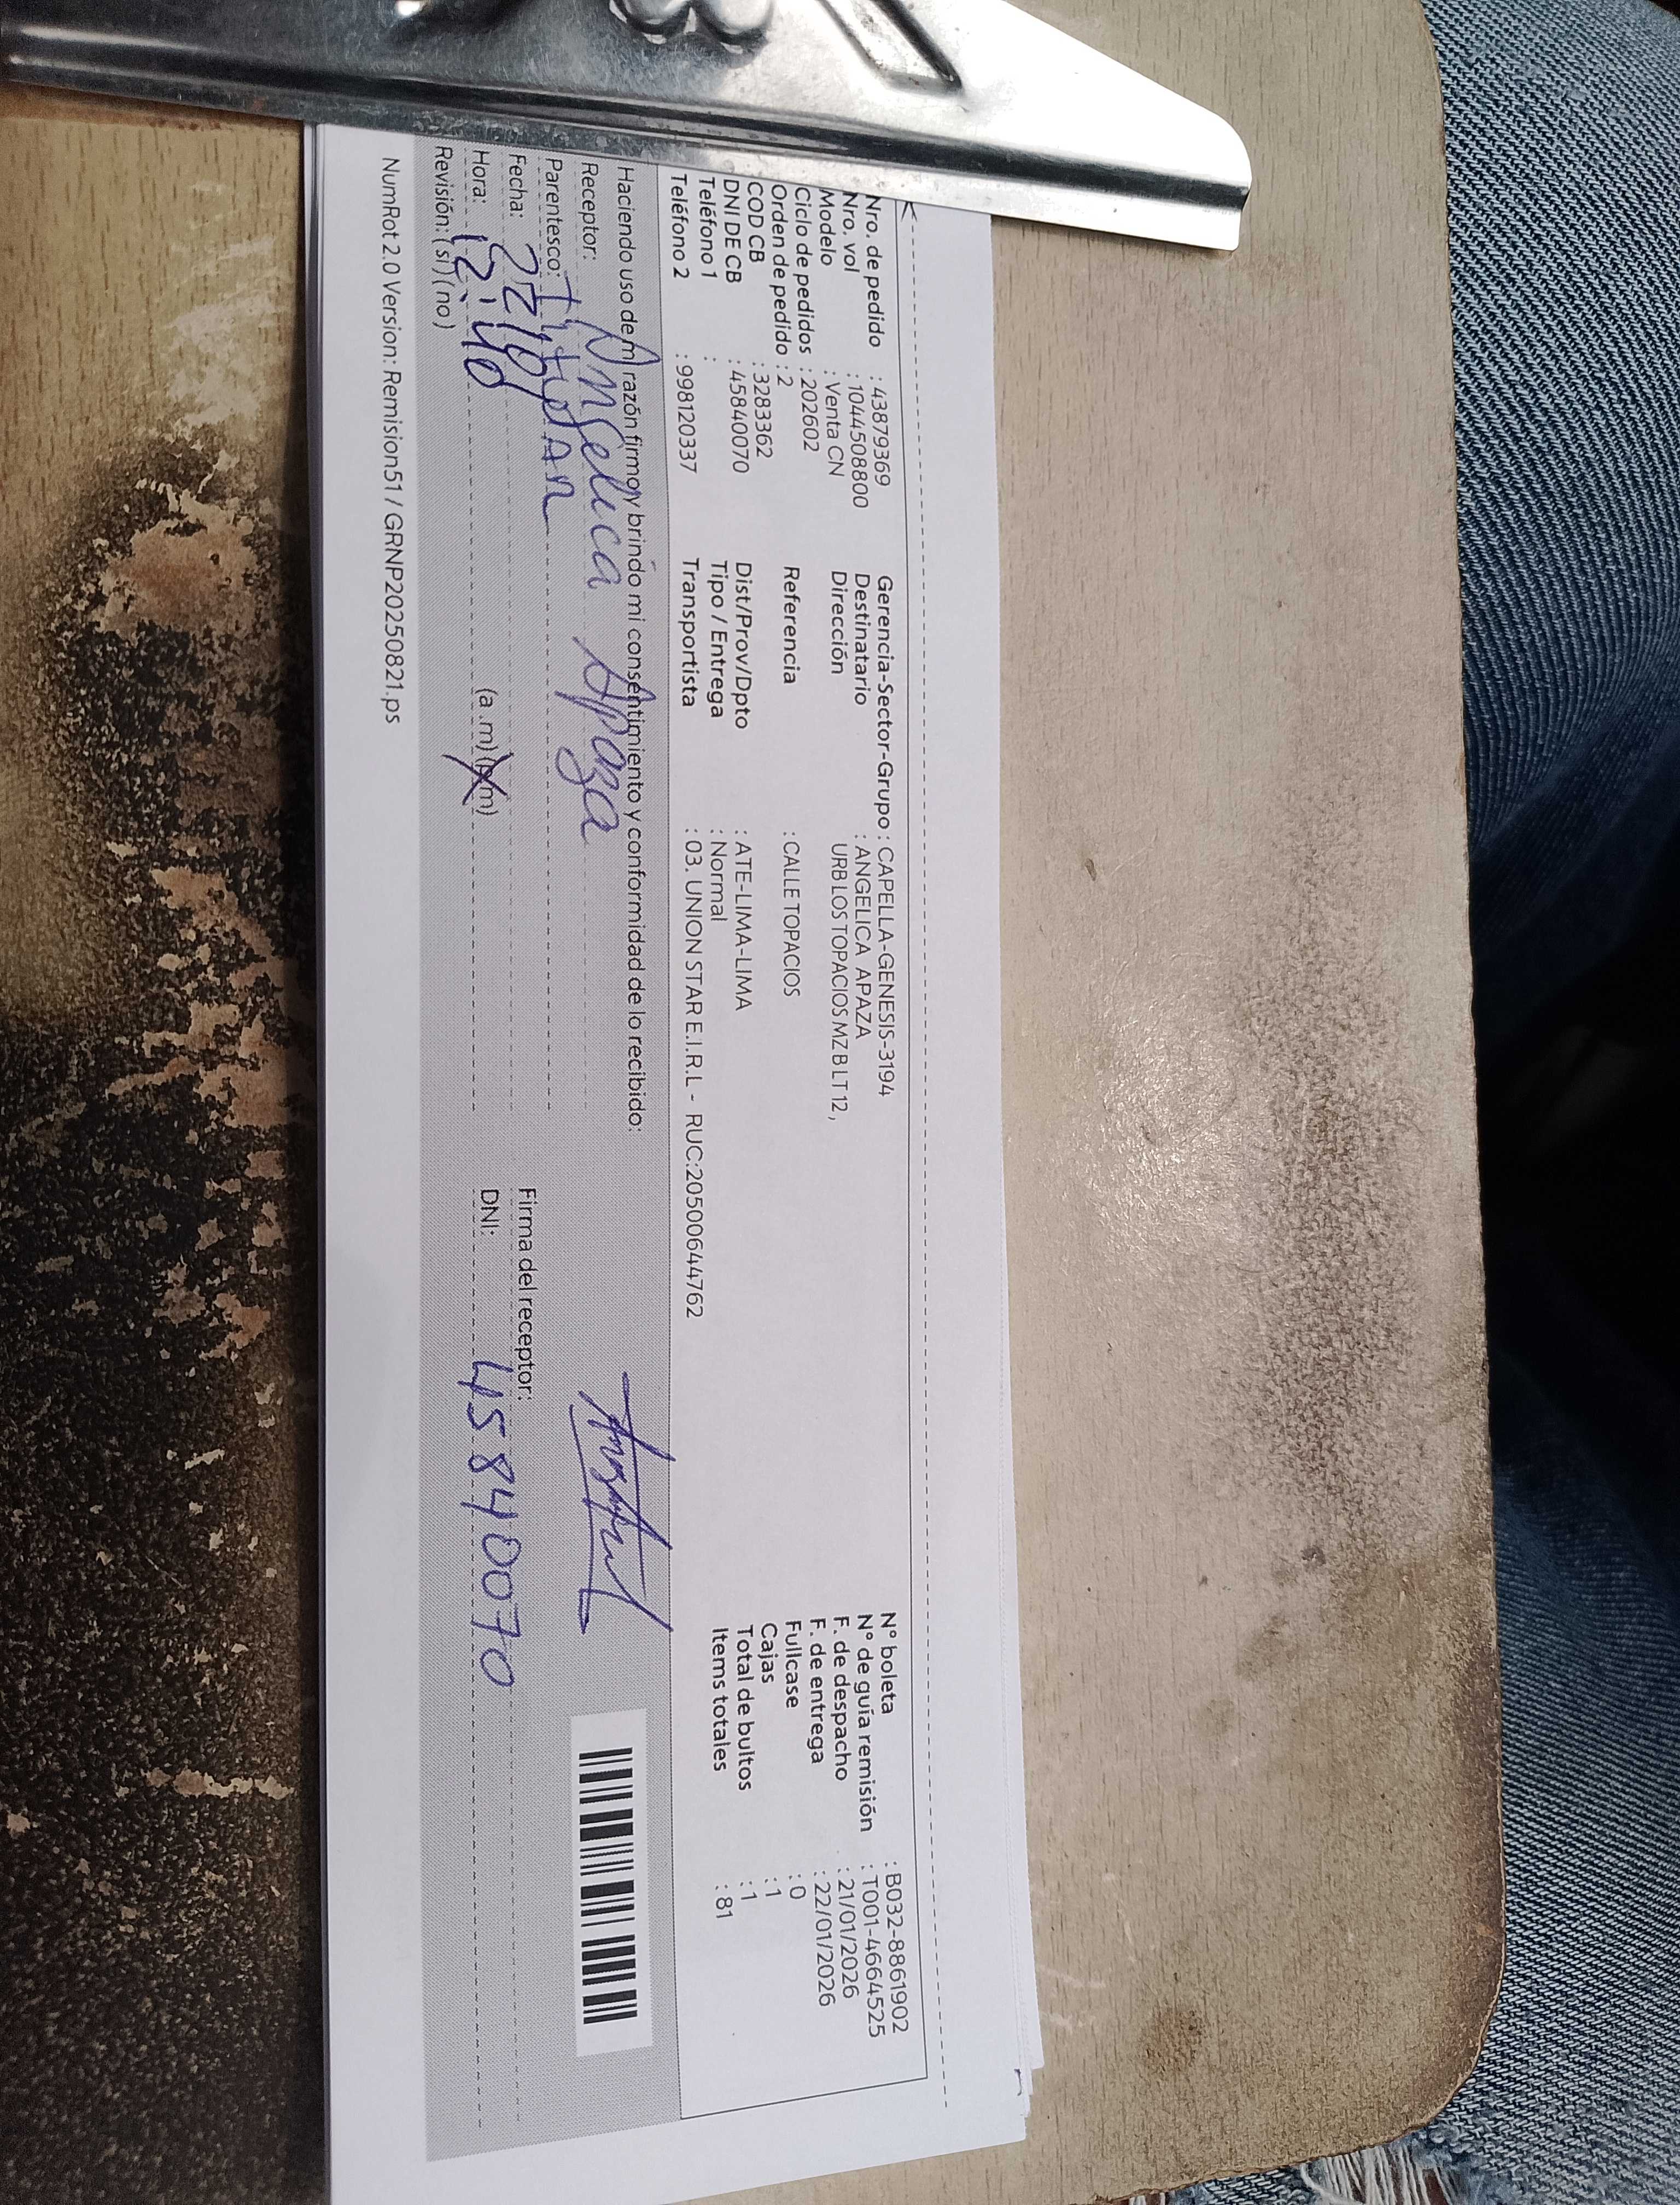 Nro. de pedido : 43879369
Nro. vol : 1044508800
Modelo : Venta CN
Ciclo de pedidos : 202602
Orden de pedido : 2
COD CB : 3283362
DNI DE CB : 45840070
Teléfono 1 :
Teléfono 2 : 998120337
Gerencia-Sector-Grupo : CAPELLA-GENESIS-3194
Destinatario : ANGELICA APAZA
Dirección URB LOS TOPACIOS MZ B LT 12 ,
Referencia : CALLE TOPACIOS
Dist/Prov/Dpto : ATE-LIMA-LIMA
Tipo / Entrega : Normal
Transportista : 03. UNION STAR E.I.R.L - RUC:20500644762
N° boleta : B032-8861902
N° de guía remisión : T001-46644525
F. de despacho : 21/01/2026
F. de entrega : 22/01/2026
Fullcase : 0
Cajas : 1
Total de bultos : 1
Items totales : 81
Haciendo uso de mi razón firmo y brindo mi consentimiento y conformidad de lo recibido:
Receptor: Angelica Apaza
Parentesco:
Fecha:
Hora: 12:40 (a .m) (p.m)
Revisión: (si) (no)
Firma del receptor:
DNI: 45840070
NumRot 2.0 Version: Remision51 / GRNP20250821.ps